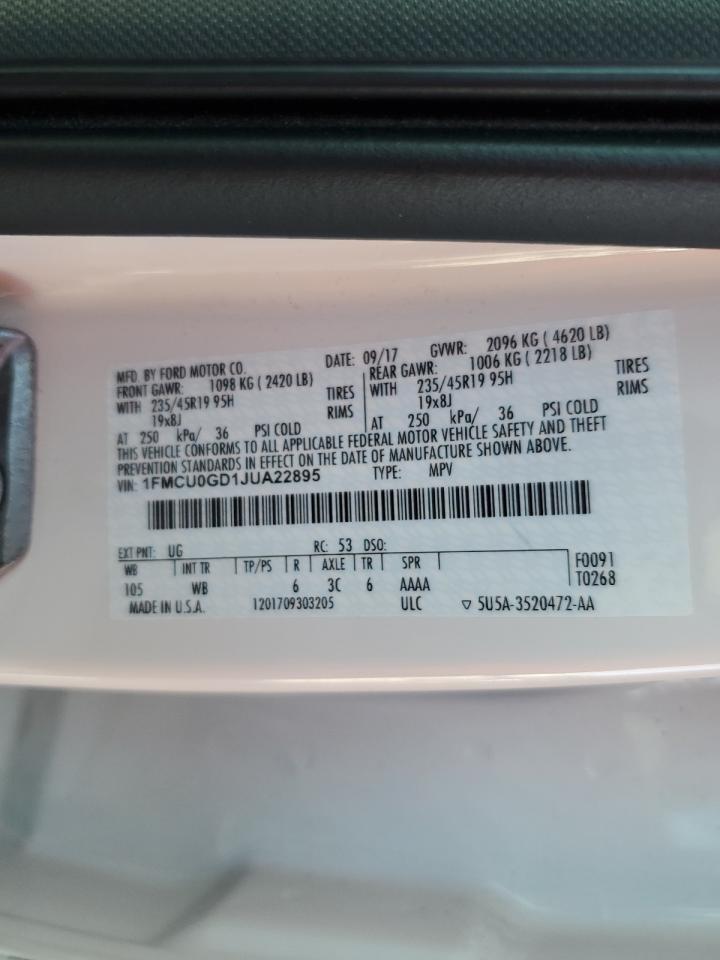 MFD. BY FORD MOTOR CO. DATE: 09/17 GVWR: 2096 KG ( 4620 LB)
FRONT GAWR: 1098 KG ( 2420 LB) REAR GAWR: 1006 KG ( 2218 LB)
WITH 235/45R19 95H TIRES WITH 235/45R19 95H TIRES
19x8J RIMS 19x8J RIMS
AT 250 kPa/ 36 PSI COLD AT 250 kPa/ 36 PSI COLD
THIS VEHICLE CONFORMS TO ALL APPLICABLE FEDERAL MOTOR VEHICLE SAFETY AND THEFT
PREVENTION STANDARDS IN EFFECT ON THE DATE OF MANUFACTURE SHOWN ABOVE.
VIN: 1FMCU0GD1JUA22895 TYPE: MPV
EXT PNT: UG RC: 53 DSO: F0091
WB INT TR TP/PS R AXLE TR SPR T0268
105 WB 6 3C 6 AAAA
MADE IN U.S.A. 1201709303205 ULC ▽ 5U5A-3520472-AA